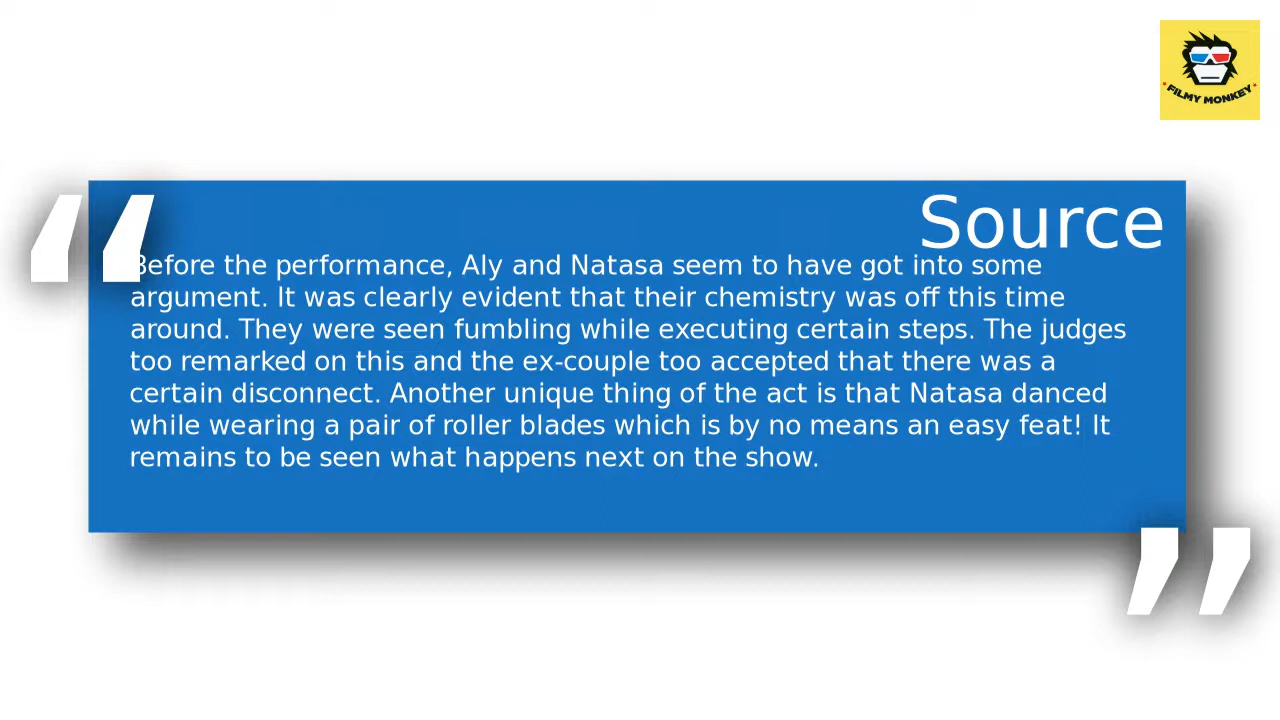 FILMY MONKEY
Source
Before the performance, Aly and Natasa seem to have got into some
argument. It was clearly evident that their chemistry was off this time
around. They were seen fumbling while executing certain steps. The judges
too remarked on this and the ex-couple too accepted that there was a
certain disconnect. Another unique thing of the act is that Natasa danced
while wearing a pair of roller blades which is by no means an easy feat! It
remains to be seen what happens next on the show.